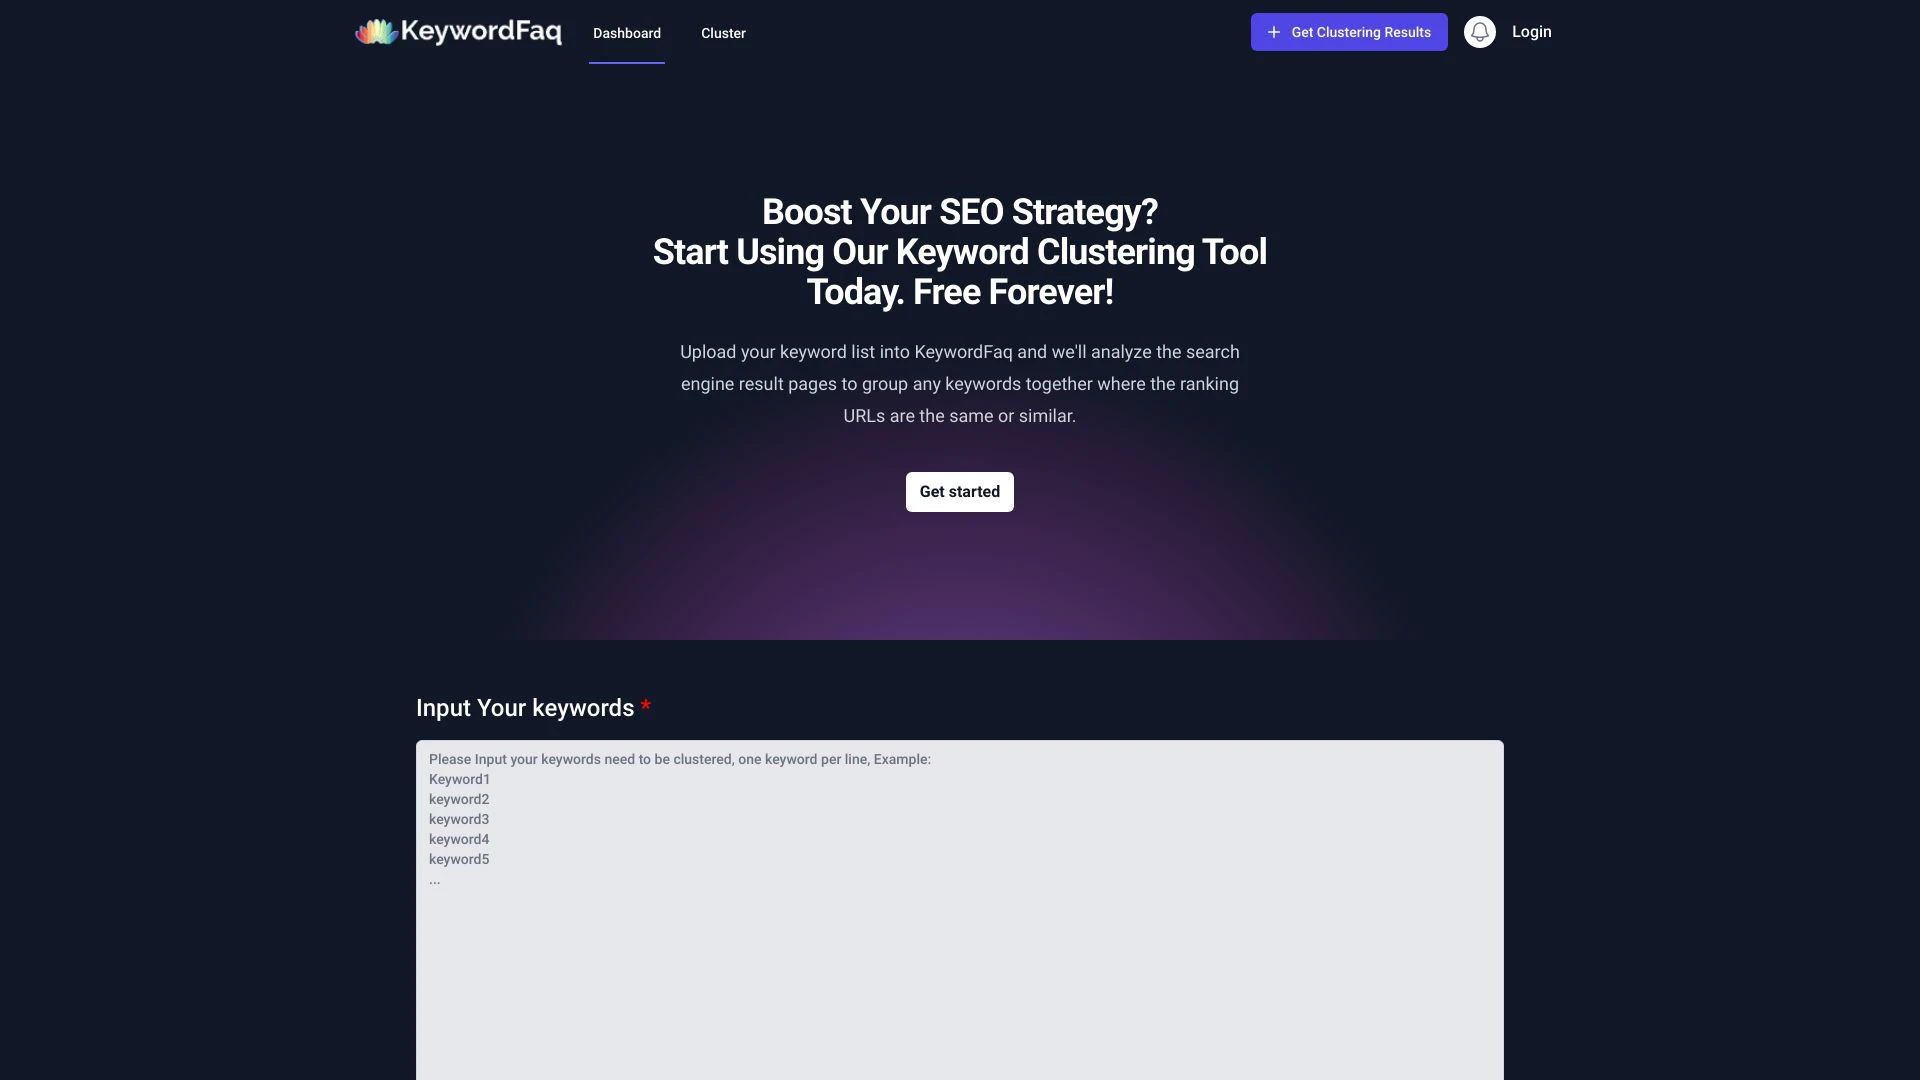 KeywordFaq
Dashboard
Cluster
Get Clustering Results
Login
Boost Your SEO Strategy?
Start Using Our Keyword Clustering Tool
Today. Free Forever!
Upload your keyword list into KeywordFaq and we'll analyze the search
engine result pages to group any keywords together where the ranking
URLs are the same or similar.
Get started
Input Your keywords *
Please Input your keywords need to be clustered, one keyword per line, Example:
Keyword1
keyword2
keyword3
keyword4
keyword5
...